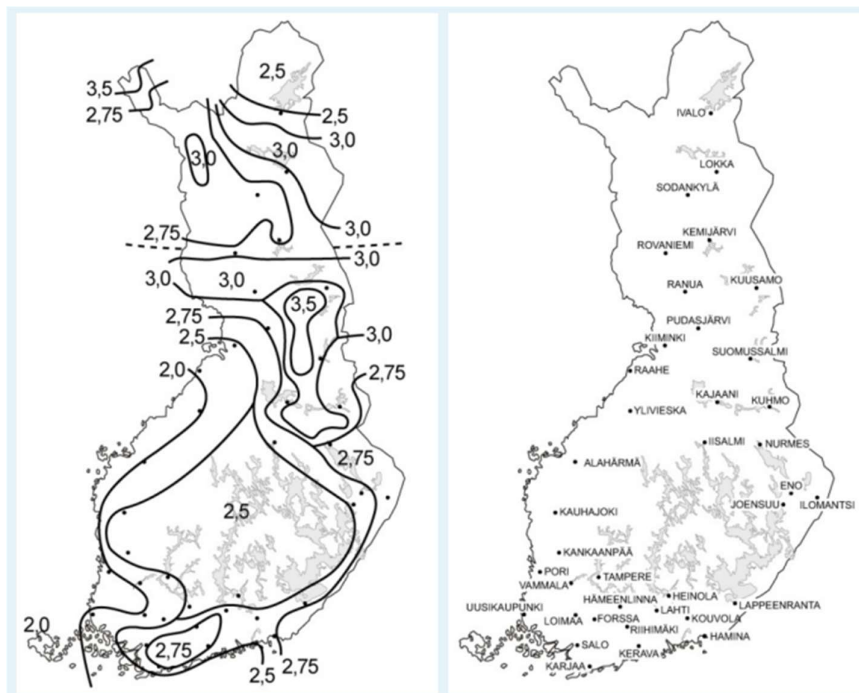 2,5
3,5
2,75
2,5
3,0
3,0
3,0
3,0
2,75
3,0
3,0
3,0
3,5
2,75
2,5
3,0
2,0
2,75
2,75
2,5
2,0
2,75
2,5
2,75
IVALO
LOKKA
SODANKYLÄ
KEMIJÄRVI
ROVANIEMI
RANUA
KUUSAMO
PUDASJÄRVI
KIIMINKI
SUOMUSSALMI
RAAHE
KAJAANI
KUHMO
YLIVIESKA
IISALMI
NURMES
ALAHÄRMÄ
ENO
JOENSUU
ILOMANTSI
KAUHAJOKI
KANKAANPÄÄ
PORI
TAMPERE
VAMMALA
HEINOLA
HÄMEENLINNA
LAPPEENRANTA
UUSIKAUPUNKI
LAHTI
LOIMAA
FORSSA
KOUVOLA
RIIHIMÄKI
HAMINA
SALO
KERAVA
KARJAA